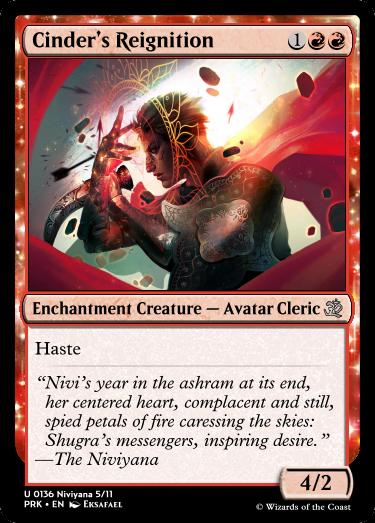 Cinder's Reignition 1
Enchantment Creature — Avatar Cleric
Haste
“Nivi's year in the ashram at its end,
her centered heart, complacent and still,
spied petals of fire caressing the skies:
Shugra's messengers, inspiring desire.”
—The Niviyana
4/2
U 0136 Niviyana 5/11
PRK • EN Eksafael
© Wizards of the Coast